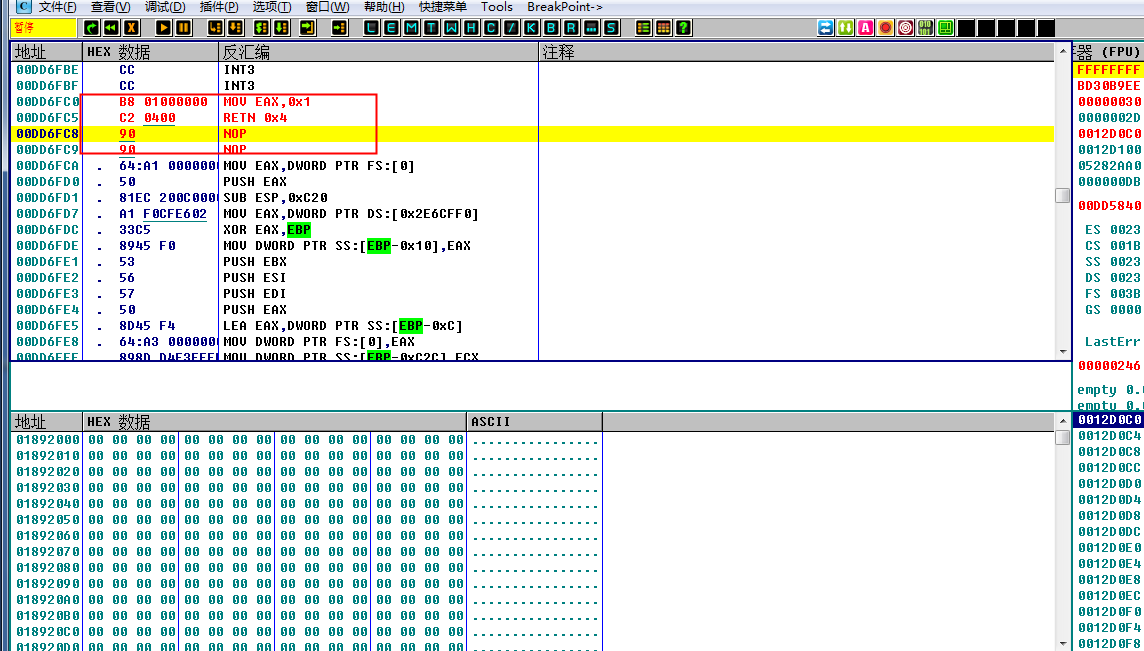 C 文件(F) 查看(V) 调试(D) 插件(P) 选项(T) 窗口(W) 帮助(H) 快捷菜单 Tools BreakPoint->
暂停 L E M T W H C / K B R ... S ?
地址 HEX 数据 反汇编 注释
00DD6FBE CC INT3
00DD6FBF CC INT3
00DD6FC0 B8 01000000 MOV EAX,0x1
00DD6FC5 C2 0400 RETN 0x4
00DD6FC8 90 NOP
00DD6FC9 90 NOP
00DD6FCA . 64:A1 0000000 MOV EAX,DWORD PTR FS:[0]
00DD6FD0 . 50 PUSH EAX
00DD6FD1 . 81EC 200C0000 SUB ESP,0xC20
00DD6FD7 . A1 F0CFE602 MOV EAX,DWORD PTR DS:[0x2E6CFF0]
00DD6FDC . 33C5 XOR EAX,EBP
00DD6FDE . 8945 F0 MOV DWORD PTR SS:[EBP-0x10],EAX
00DD6FE1 . 53 PUSH EBX
00DD6FE2 . 56 PUSH ESI
00DD6FE3 . 57 PUSH EDI
00DD6FE4 . 50 PUSH EAX
00DD6FE5 . 8D45 F4 LEA EAX,DWORD PTR SS:[EBP-0xC]
00DD6FE8 . 64:A3 0000000 MOV DWORD PTR FS:[0],EAX
00DD6FEE . 898D D4F3FFFF MOV DWORD PTR SS:[EBP-0xC2C],ECX
器 (FPU)
FFFFFFFF
BD30B9EE
00000030
0000002D
0012D0C0
0012D100
05282AA0
000000DB
00DD5840
ES 0023
CS 001B
SS 0023
DS 0023
FS 003B
GS 0000
LastErr
00000246
empty 0.
empty 0.
地址 HEX 数据 ASCII
01892000 00 00 00 00 00 00 00 00 00 00 00 00 00 00 00 00 ................
01892010 00 00 00 00 00 00 00 00 00 00 00 00 00 00 00 00 ................
01892020 00 00 00 00 00 00 00 00 00 00 00 00 00 00 00 00 ................
01892030 00 00 00 00 00 00 00 00 00 00 00 00 00 00 00 00 ................
01892040 00 00 00 00 00 00 00 00 00 00 00 00 00 00 00 00 ................
01892050 00 00 00 00 00 00 00 00 00 00 00 00 00 00 00 00 ................
01892060 00 00 00 00 00 00 00 00 00 00 00 00 00 00 00 00 ................
01892070 00 00 00 00 00 00 00 00 00 00 00 00 00 00 00 00 ................
01892080 00 00 00 00 00 00 00 00 00 00 00 00 00 00 00 00 ................
01892090 00 00 00 00 00 00 00 00 00 00 00 00 00 00 00 00 ................
018920A0 00 00 00 00 00 00 00 00 00 00 00 00 00 00 00 00 ................
018920B0 00 00 00 00 00 00 00 00 00 00 00 00 00 00 00 00 ................
018920C0 00 00 00 00 00 00 00 00 00 00 00 00 00 00 00 00 ................
018920D0 00 00 00 00 00 00 00 00 00 00 00 00 00 00 00 00 ................
0012D0C0
0012D0C4
0012D0C8
0012D0CC
0012D0D0
0012D0D4
0012D0D8
0012D0DC
0012D0E0
0012D0E4
0012D0E8
0012D0EC
0012D0F0
0012D0F4
0012D0F8